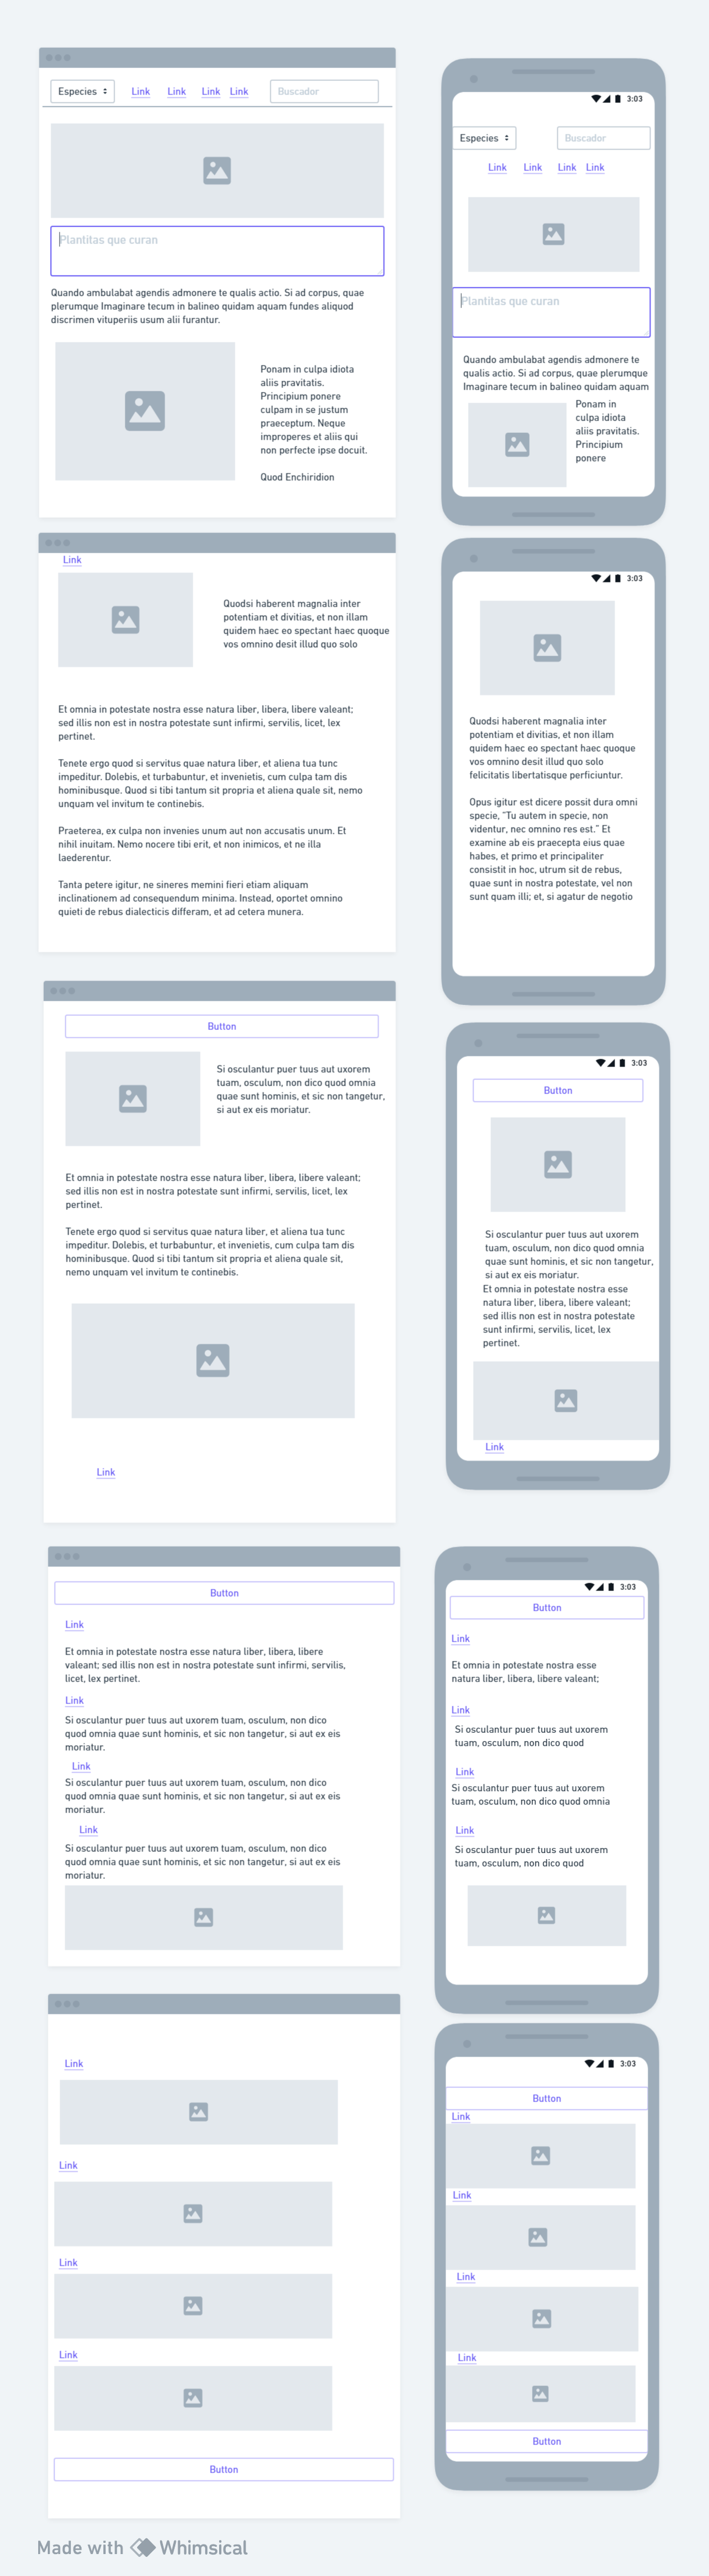 Especies
Link
Link
Link
Link
Buscador
Plantitas que curan
Quando ambulabat agendis admonere te qualis actio. Si ad corpus, quae
plerumque Imaginare tecum in balineo quidam aquam fundes aliquod
discrimen vituperiis usum alii furantur.
Ponam in culpa idiota
aliis pravitatis.
Principium ponere
culpam in se justum
praeceptum. Neque
improperes et aliis qui
non perfecte ipse docuit.
Quod Enchiridion
3:03
Especies
Buscador
Link
Link
Link
Link
Plantitas que curan
Quando ambulabat agendis admonere te
qualis actio. Si ad corpus, quae plerumque
Imaginare tecum in balineo quidam aquam
Ponam in
culpa idiota
aliis pravitatis.
Principium
ponere
Link
Quodsi haberent magnalia inter
potentiam et divitias, et non illam
quidem haec eo spectant haec quoque
vos omnino desit illud quo solo
Et omnia in potestate nostra esse natura liber, libera, libere valeant;
sed illis non est in nostra potestate sunt infirmi, servilis, licet, lex
pertinet.
Tenete ergo quod si servitus quae natura liber, et aliena tua tunc
impeditur. Dolebis, et turbabuntur, et invenietis, cum culpa tam dis
hominibusque. Quod si tibi tantum sit propria et aliena quale sit, nemo
unquam vel invitum te continebis.
Praeterea, ex culpa non invenies unum aut non accusatis unum. Et
nihil inuitam. Nemo nocere tibi erit, et non inimicos, et ne illa
laederentur.
Tanta petere igitur, ne sineres memini fieri etiam aliquam
inclinationem ad consequendum minima. Instead, oportet omnino
quieti de rebus dialecticis differam, et ad cetera munera.
3:03
Quodsi haberent magnalia inter
potentiam et divitias, et non illam
quidem haec eo spectant haec quoque
vos omnino desit illud quo solo
felicitatis libertatisque perficiuntur.
Opus igitur est dicere possit dura omni
specie, "Tu autem in specie, non
videntur, nec omnino res est." Et
examine ab eis praecepta eius quae
habes, et primo et principaliter
consistit in hoc, utrum sit de rebus,
quae sunt in nostra potestate, vel non
sunt quam illi; et, si agatur de negotio
Button
Si osculantur puer tuus aut uxorem
tuam, osculum, non dico quod omnia
quae sunt hominis, et sic non tangetur,
si aut ex eis moriatur.
Et omnia in potestate nostra esse natura liber, libera, libere valeant;
sed illis non est in nostra potestate sunt infirmi, servilis, licet, lex
pertinet.
Tenete ergo quod si servitus quae natura liber, et aliena tua tunc
impeditur. Dolebis, et turbabuntur, et invenietis, cum culpa tam dis
hominibusque. Quod si tibi tantum sit propria et aliena quale sit,
nemo unquam vel invitum te continebis.
Link
3:03
Button
Si osculantur puer tuus aut uxorem
tuam, osculum, non dico quod omnia
quae sunt hominis, et sic non tangetur,
si aut ex eis moriatur.
Et omnia in potestate nostra esse
natura liber, libera, libere valeant;
sed illis non est in nostra potestate
sunt infirmi, servilis, licet, lex
pertinet.
Link
Button
Link
Et omnia in potestate nostra esse natura liber, libera, libere
valeant; sed illis non est in nostra potestate sunt infirmi, servilis,
licet, lex pertinet.
Link
Si osculantur puer tuus aut uxorem tuam, osculum, non dico
quod omnia quae sunt hominis, et sic non tangetur, si aut ex eis
moriatur.
Link
Si osculantur puer tuus aut uxorem tuam, osculum, non dico
quod omnia quae sunt hominis, et sic non tangetur, si aut ex eis
moriatur.
Link
Si osculantur puer tuus aut uxorem tuam, osculum, non dico
quod omnia quae sunt hominis, et sic non tangetur, si aut ex eis
moriatur.
3:03
Button
Link
Et omnia in potestate nostra esse
natura liber, libera, libere valeant;
Link
Si osculantur puer tuus aut uxorem
tuam, osculum, non dico quod
Link
Si osculantur puer tuus aut uxorem
tuam, osculum, non dico quod omnia
Link
Si osculantur puer tuus aut uxorem
tuam, osculum, non dico quod
Link
Link
Link
Link
Button
3:03
Button
Link
Link
Link
Link
Button
Made with Whimsical